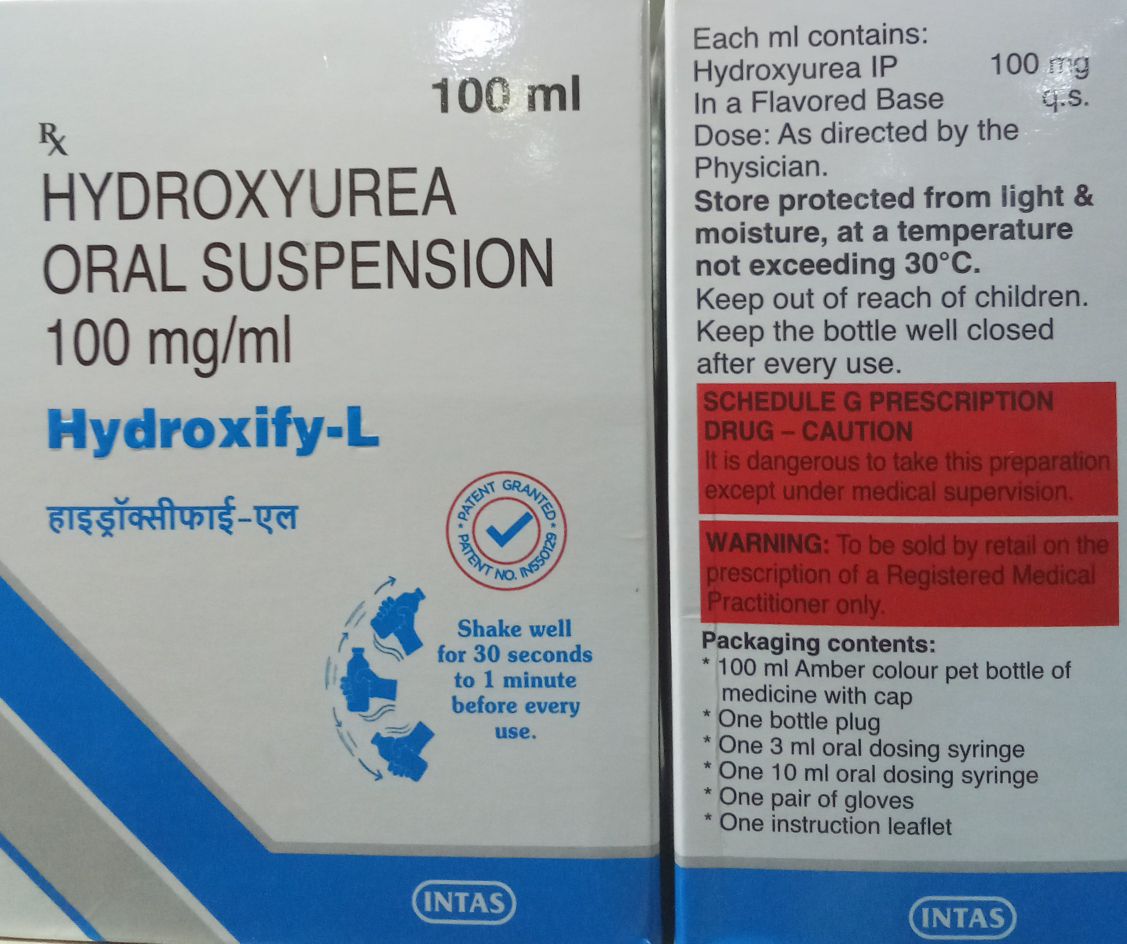 100 ml
Rx
HYDROXYUREA
ORAL SUSPENSION
100 mg/ml
Hydroxify-L
हाइड्रॉक्सीफाई-एल
* PATENT GRANTED *
PATENT NO. IN550129
Shake well
for 30 seconds
to 1 minute
before every
use.
INTAS
Each ml contains:
Hydroxyurea IP 100 mg
In a Flavored Base q.s.
Dose: As directed by the
Physician.
Store protected from light &
moisture, at a temperature
not exceeding 30°C.
Keep out of reach of children.
Keep the bottle well closed
after every use.
SCHEDULE G PRESCRIPTION
DRUG – CAUTION
It is dangerous to take this preparation
except under medical supervision.
WARNING: To be sold by retail on the
prescription of a Registered Medical
Practitioner only.
Packaging contents:
* 100 ml Amber colour pet bottle of
medicine with cap
* One bottle plug
* One 3 ml oral dosing syringe
* One 10 ml oral dosing syringe
* One pair of gloves
* One instruction leaflet
INTAS